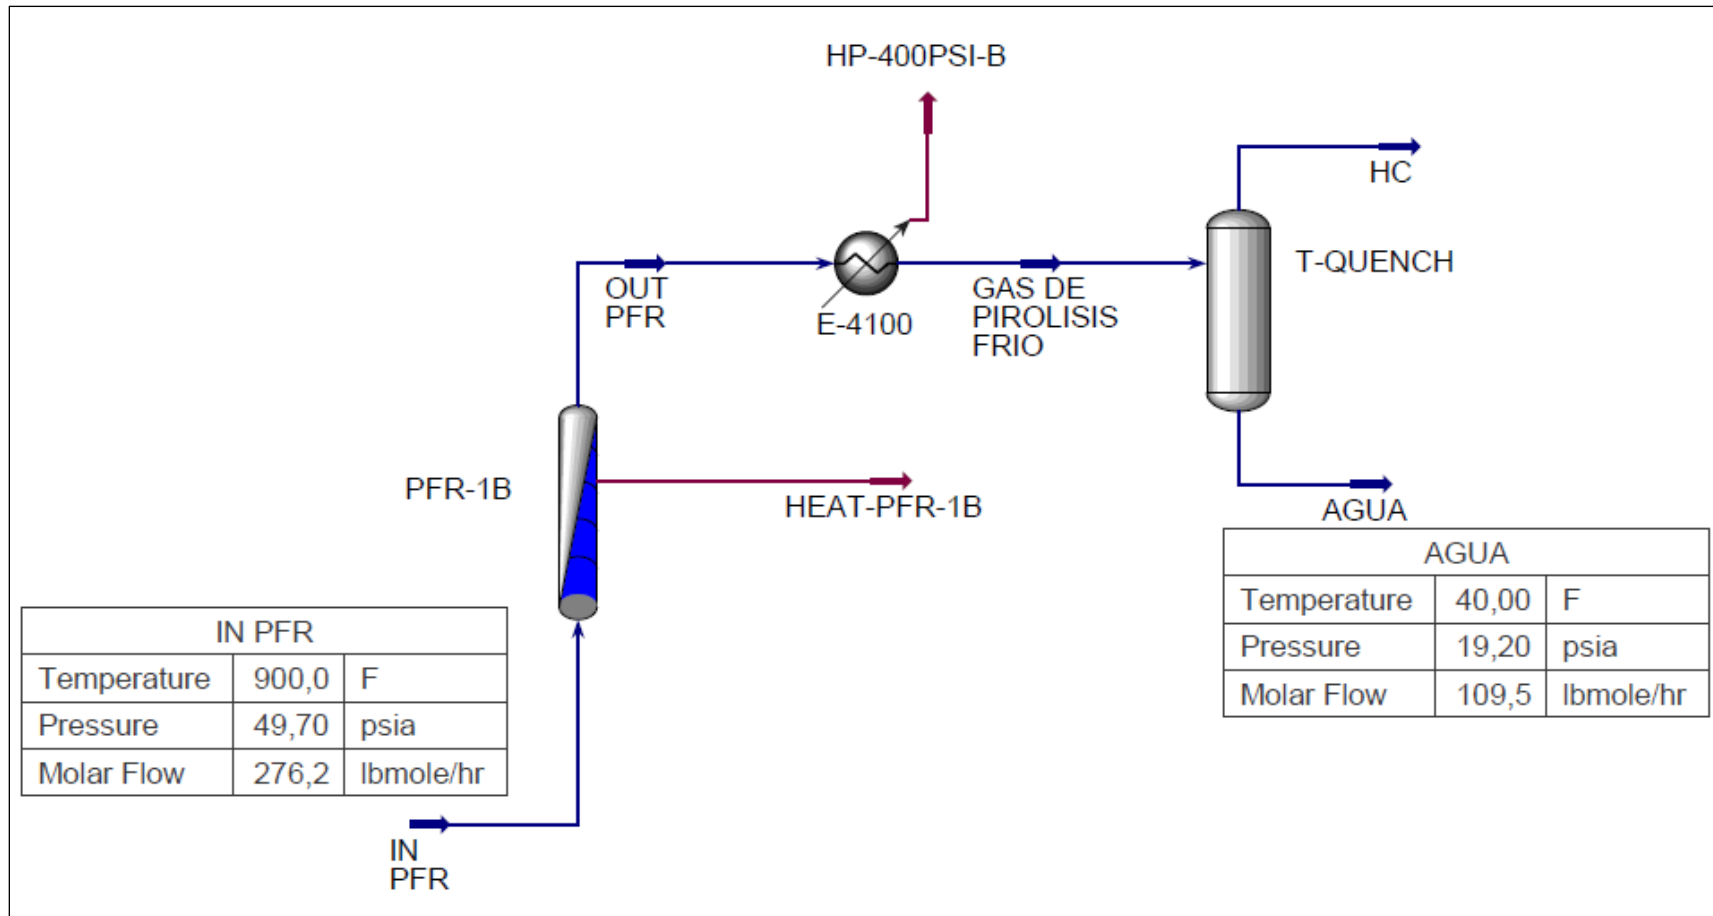 HP-400PSI-B
HC
T-QUENCH
OUT
PFR
E-4100
GAS DE
PIROLISIS
FRIO
PFR-1B
HEAT-PFR-1B
AGUA
AGUA
Temperature 40,00 F
Pressure 19,20 psia
Molar Flow 109,5 lbmole/hr
IN PFR
Temperature 900,0 F
Pressure 49,70 psia
Molar Flow 276,2 lbmole/hr
IN
PFR